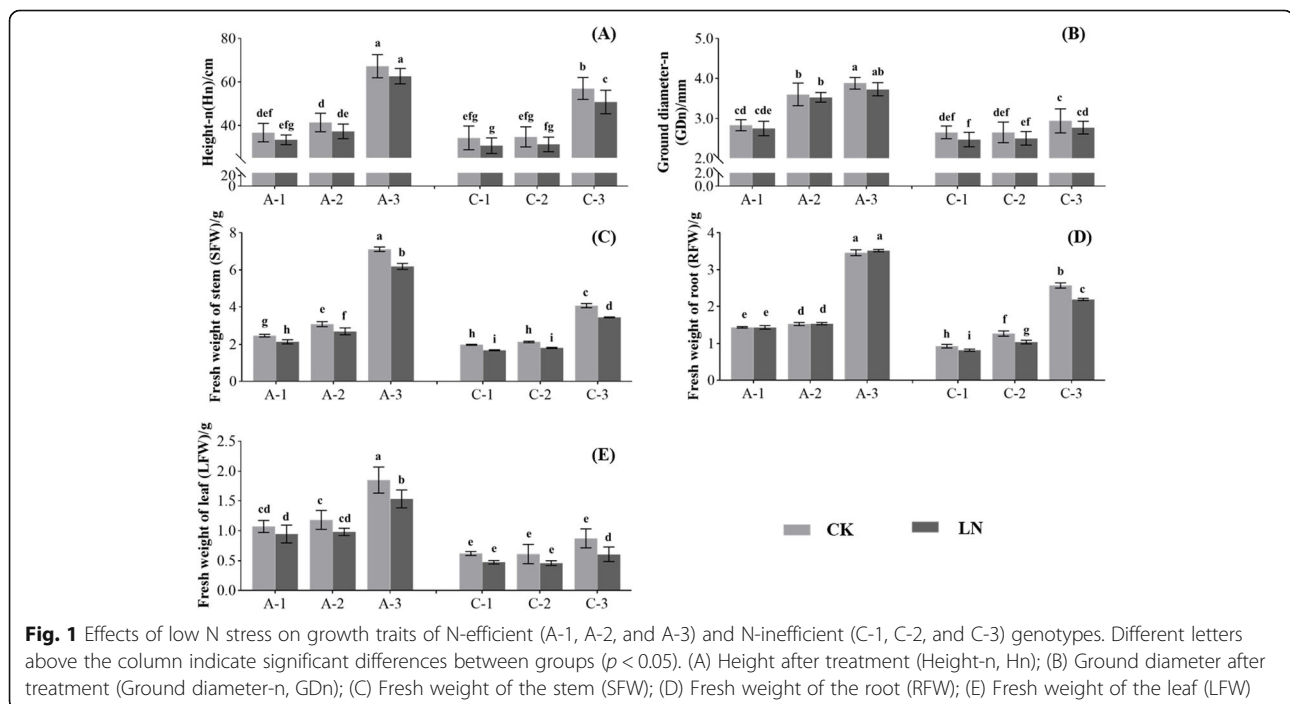 (A)
Height-n(Hn)/cm
80
60
40
20
0
def efg d de a a efg g efg fg b c
A-1 A-2 A-3 C-1 C-2 C-3
(B)
Ground diameter-n
(GDn)/mm
5.0
4.0
3.0
2.0
2.0
0
cd cde b b a ab def f def ef c cd
A-1 A-2 A-3 C-1 C-2 C-3
(C)
Fresh weight of stem (SFW)/g
8
6
4
2
0
g h e f a b h i h i c d
A-1 A-2 A-3 C-1 C-2 C-3
(D)
Fresh weight of root (RFW)/g
4
3
2
1
0
e e d d a a h i f g b c
A-1 A-2 A-3 C-1 C-2 C-3
(E)
Fresh weight of leaf (LFW)/g
2.5
2.0
1.5
1.0
0.5
0.0
cd d c cd a b e e e e e d
A-1 A-2 A-3 C-1 C-2 C-3
CK LN
Fig. 1 Effects of low N stress on growth traits of N-efficient (A-1, A-2, and A-3) and N-inefficient (C-1, C-2, and C-3) genotypes. Different letters
above the column indicate significant differences between groups (p < 0.05). (A) Height after treatment (Height-n, Hn); (B) Ground diameter after
treatment (Ground diameter-n, GDn); (C) Fresh weight of the stem (SFW); (D) Fresh weight of the root (RFW); (E) Fresh weight of the leaf (LFW)